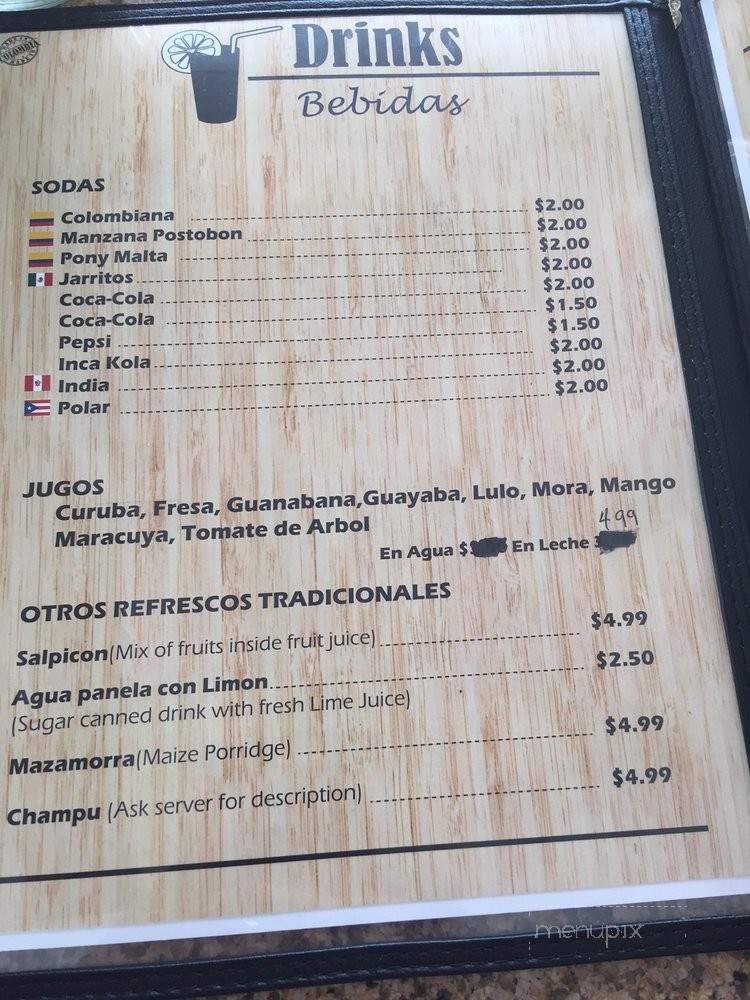 COLOMBIA
Drinks
Bebidas
SODAS
Colombiana $2.00
Manzana Postobon $2.00
Pony Malta $2.00
Jarritos $2.00
Coca-Cola $2.00
Coca-Cola $1.50
Pepsi $1.50
Inca Kola $2.00
India $2.00
Polar $2.00
JUGOS
Curuba, Fresa, Guanabana,Guayaba, Lulo, Mora, Mango
Maracuya, Tomate de Arbol
4 99
En Agua $ En Leche
OTROS REFRESCOS TRADICIONALES
Salpicon(Mix of fruits inside fruit juice) $4.99
Agua panela con Limon $2.50
(Sugar canned drink with fresh Lime Juice)
Mazamorra(Maize Porridge) $4.99
Champu (Ask server for description) $4.99
menupix